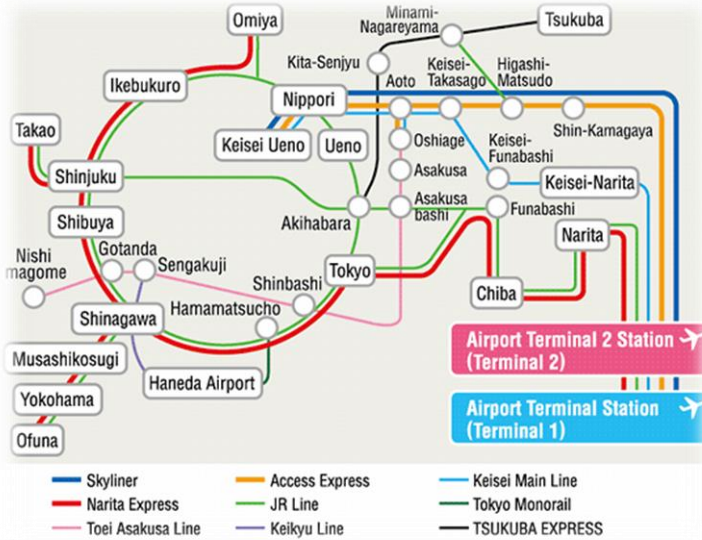 Omiya
Minami-
Nagareyama
Tsukuba
Kita-Senjyu
Ikebukuro
Aoto
Keisei-
Takasago
Higashi-
Matsudo
Nippori
Takao
Keisei Ueno
Ueno
Oshiage
Shin-Kamagaya
Keisei-
Funabashi
Shinjuku
Asakusa
Keisei-Narita
Shibuya
Akihabara
Asakusa
bashi
Funabashi
Narita
Nishi
magome
Gotanda
Sengakuji
Tokyo
Shinbashi
Chiba
Shinagawa
Hamamatsucho
Airport Terminal 2 Station
(Terminal 2)
Musashikosugi
Haneda Airport
Yokohama
Airport Terminal Station
(Terminal 1)
Ofuna
Skyliner
Access Express
Keisei Main Line
Narita Express
JR Line
Tokyo Monorail
Toei Asakusa Line
Keikyu Line
TSUKUBA EXPRESS